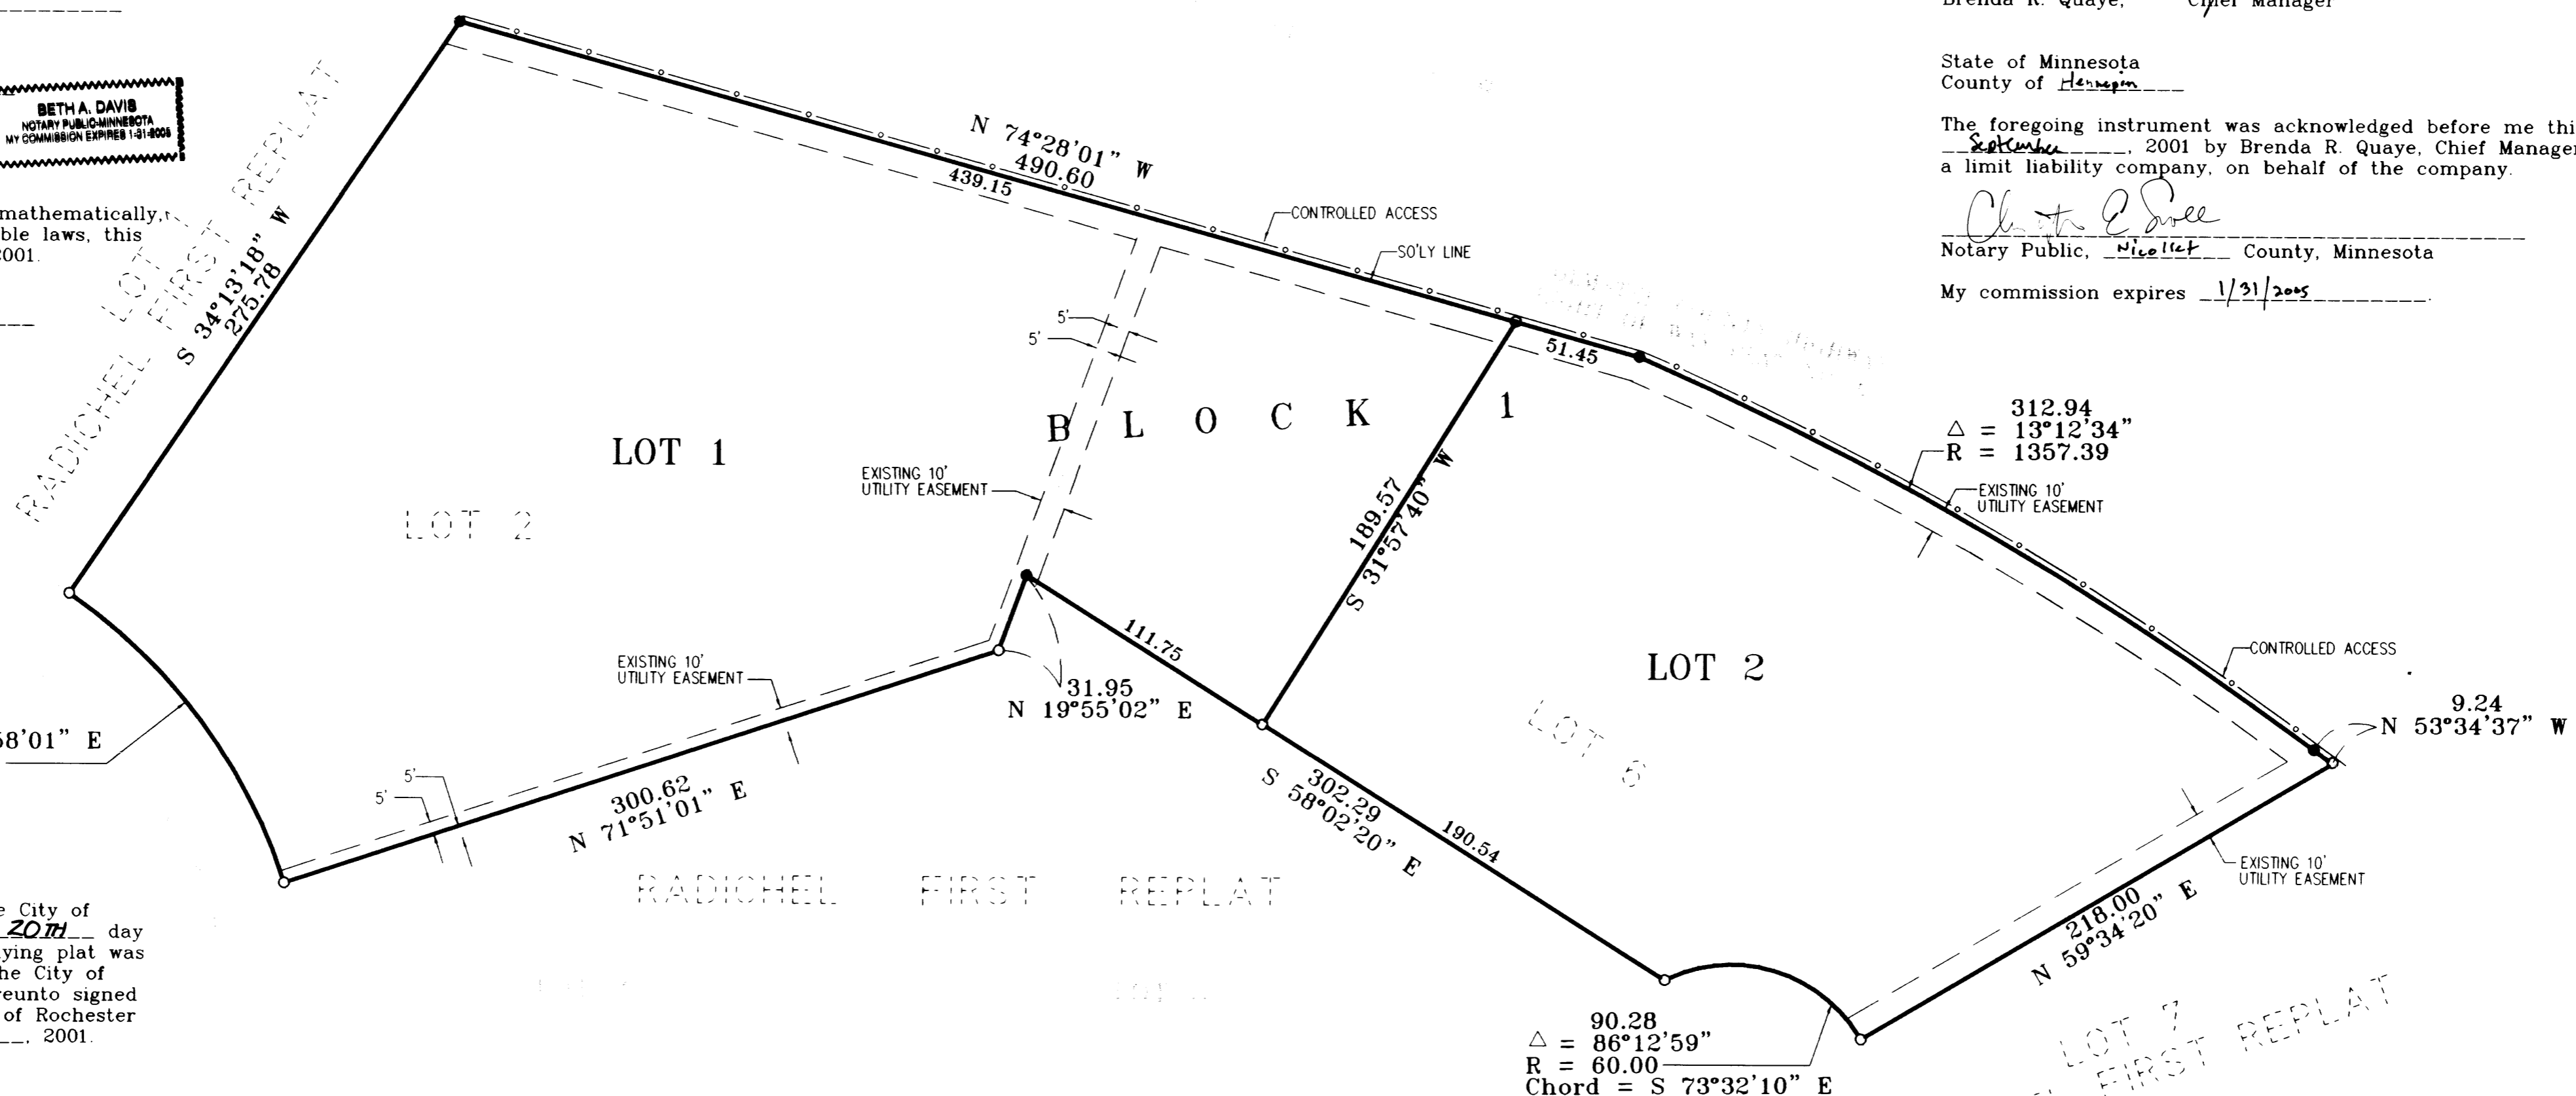 Brenda R. Quaye, Chief Manager
State of Minnesota
County of Hennepin
The foregoing instrument was acknowledged before me thi
September, 2001 by Brenda R. Quaye, Chief Manager
a limit liability company, on behalf of the company.
Notary Public, Nicollet County, Minnesota
My commission expires 1/31/2005.
BETH A. DAVIS
NOTARY PUBLIC-MINNESOTA
MY COMMISSION EXPIRES 1-31-2005
mathematically,
ble laws, this
001.
LOT 1
RADICHEL FIRST REPLAT
S 34°13'18" W
275.78
N 74°28'01" W
490.60
439.15
CONTROLLED ACCESS
SO'LY LINE
51.45
5'
5'
BLOCK 1
LOT 1
EXISTING 10'
UTILITY EASEMENT
LOT 2
189.57
S 31°57'40" W
312.94
△ = 13°12'34"
R = 1357.39
EXISTING 10'
UTILITY EASEMENT
CONTROLLED ACCESS
9.24
N 53°34'37" W
111.75
EXISTING 10'
UTILITY EASEMENT
31.95
N 19°55'02" E
LOT 2
LOT 6
58'01" E
5'
5'
300.62
N 71°51'01" E
302.29
S 58°02'20" E
190.54
EXISTING 10'
UTILITY EASEMENT
218.00
N 59°34'20" E
RADICHEL FIRST REPLAT
e City of
20TH day
ying plat was
he City of
reunto signed
of Rochester
, 2001.
90.28
△ = 86°12'59"
R = 60.00
Chord = S 73°32'10" E
LOT 7
FIRST REPLAT